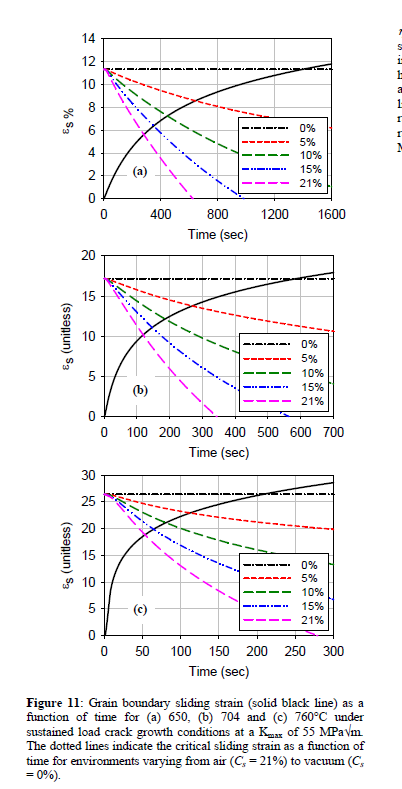 14
12
10
8
6
4
2
0
εs %
(a)
0%
5%
10%
15%
21%
0 400 800 1200 1600
Time (sec)
20
15
10
5
0
εs (unitless)
(b)
0%
5%
10%
15%
21%
0 100 200 300 400 500 600 700
Time (sec)
30
25
20
15
10
5
0
εs (unitless)
(c)
0%
5%
10%
15%
21%
0 50 100 150 200 250 300
Time (sec)
Figure 11: Grain boundary sliding strain (solid black line) as a
function of time for (a) 650, (b) 704 and (c) 760°C under
sustained load crack growth conditions at a Kmax of 55 MPa√m.
The dotted lines indicate the critical sliding strain as a function of
time for environments varying from air (Cs = 21%) to vacuum (Cs
= 0%).